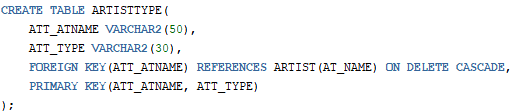 CREATE TABLE ARTISTTYPE(
    ATT_ATNAME VARCHAR2(50),
    ATT_TYPE VARCHAR2(30),
    FOREIGN KEY(ATT_ATNAME) REFERENCES ARTIST(AT_NAME) ON DELETE CASCADE,
    PRIMARY KEY(ATT_ATNAME, ATT_TYPE)
);